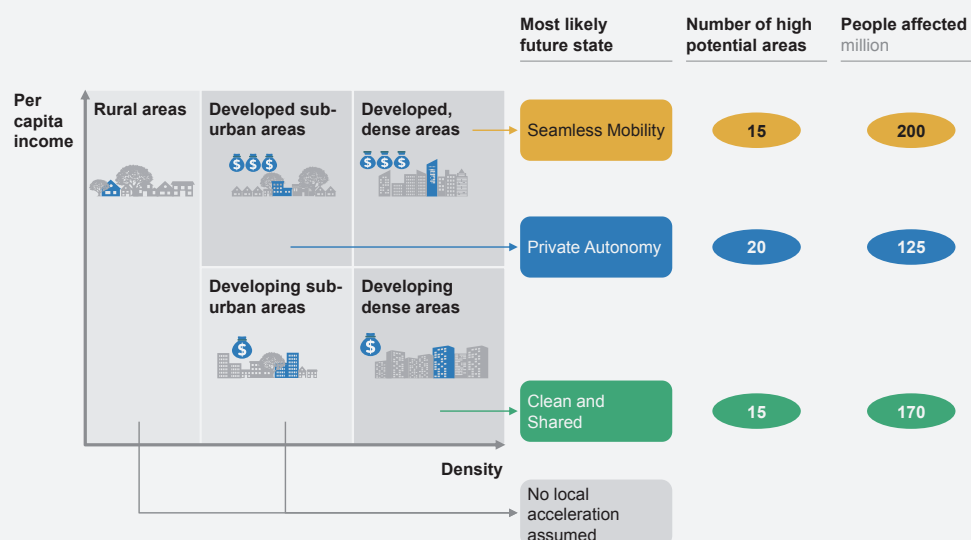 Most likely
future state
Number of high
potential areas
People affected
million
Per
capita
income
Rural areas
Developed sub-
urban areas
Developed,
dense areas
$ $ $
$ $ $
Seamless Mobility
15
200
Private Autonomy
20
125
Developing sub-
urban areas
Developing
dense areas
$
$
Clean and
Shared
15
170
Density
No local
acceleration
assumed